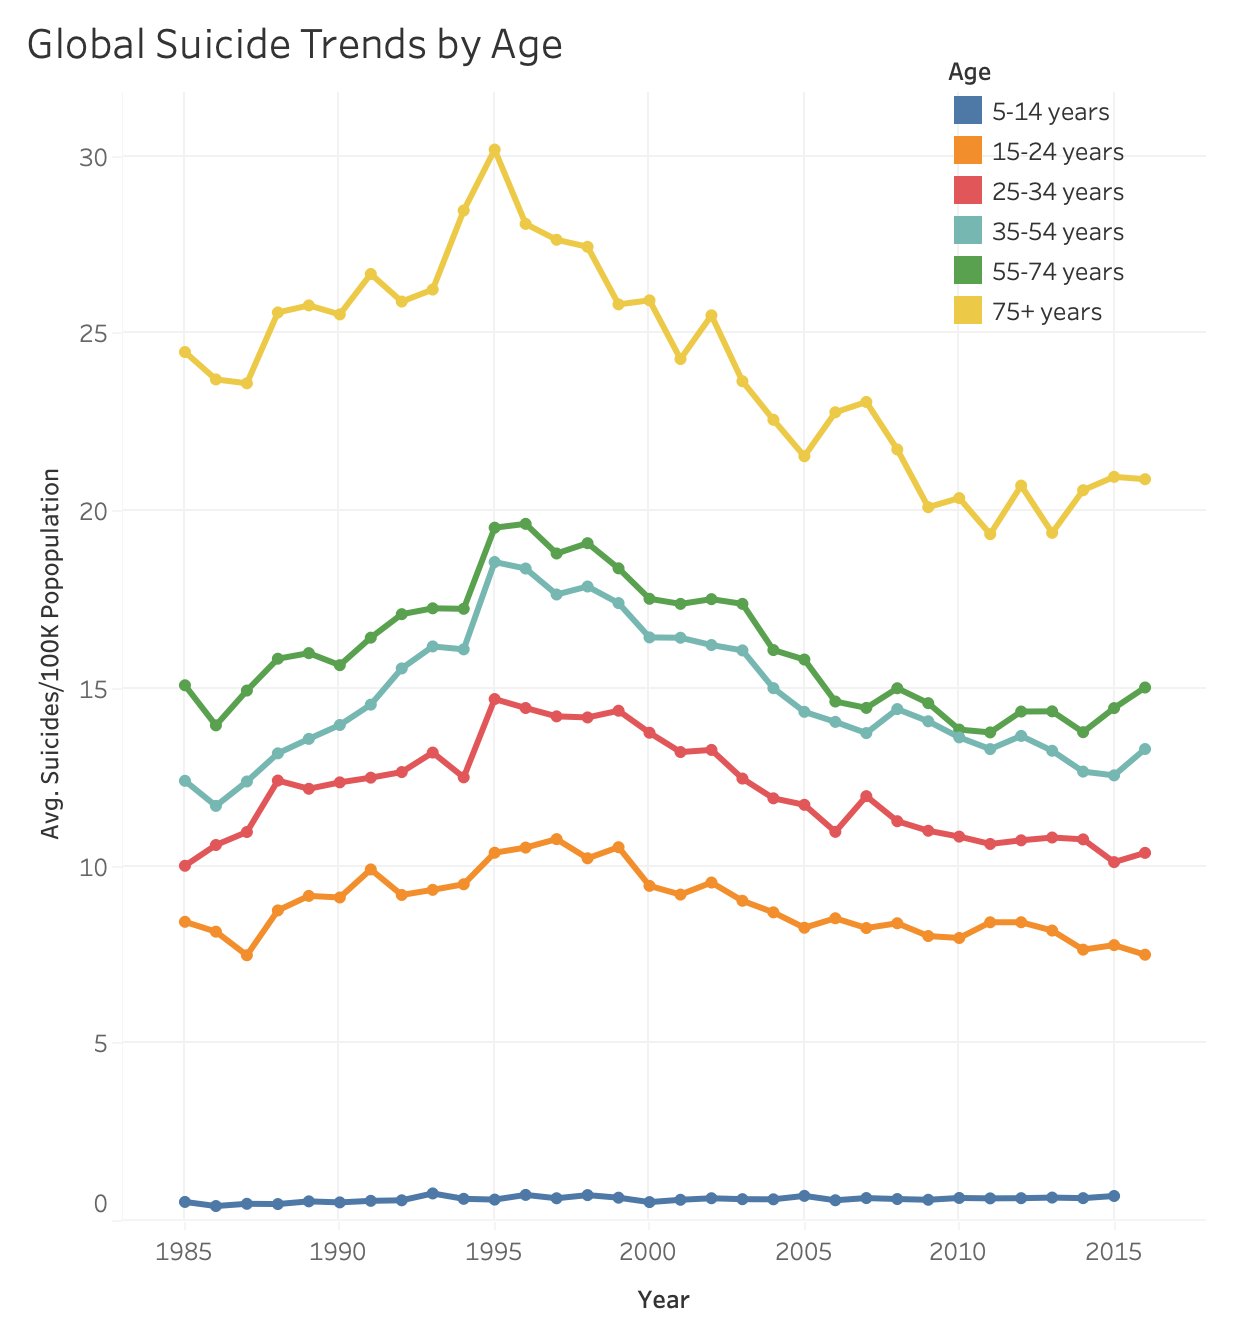 Global Suicide Trends by Age
Age
5-14 years
15-24 years
25-34 years
35-54 years
55-74 years
75+ years
Avg. Suicides/100K Popopulation
30
25
20
15
10
5
0
1985 1990 1995 2000 2005 2010 2015
Year